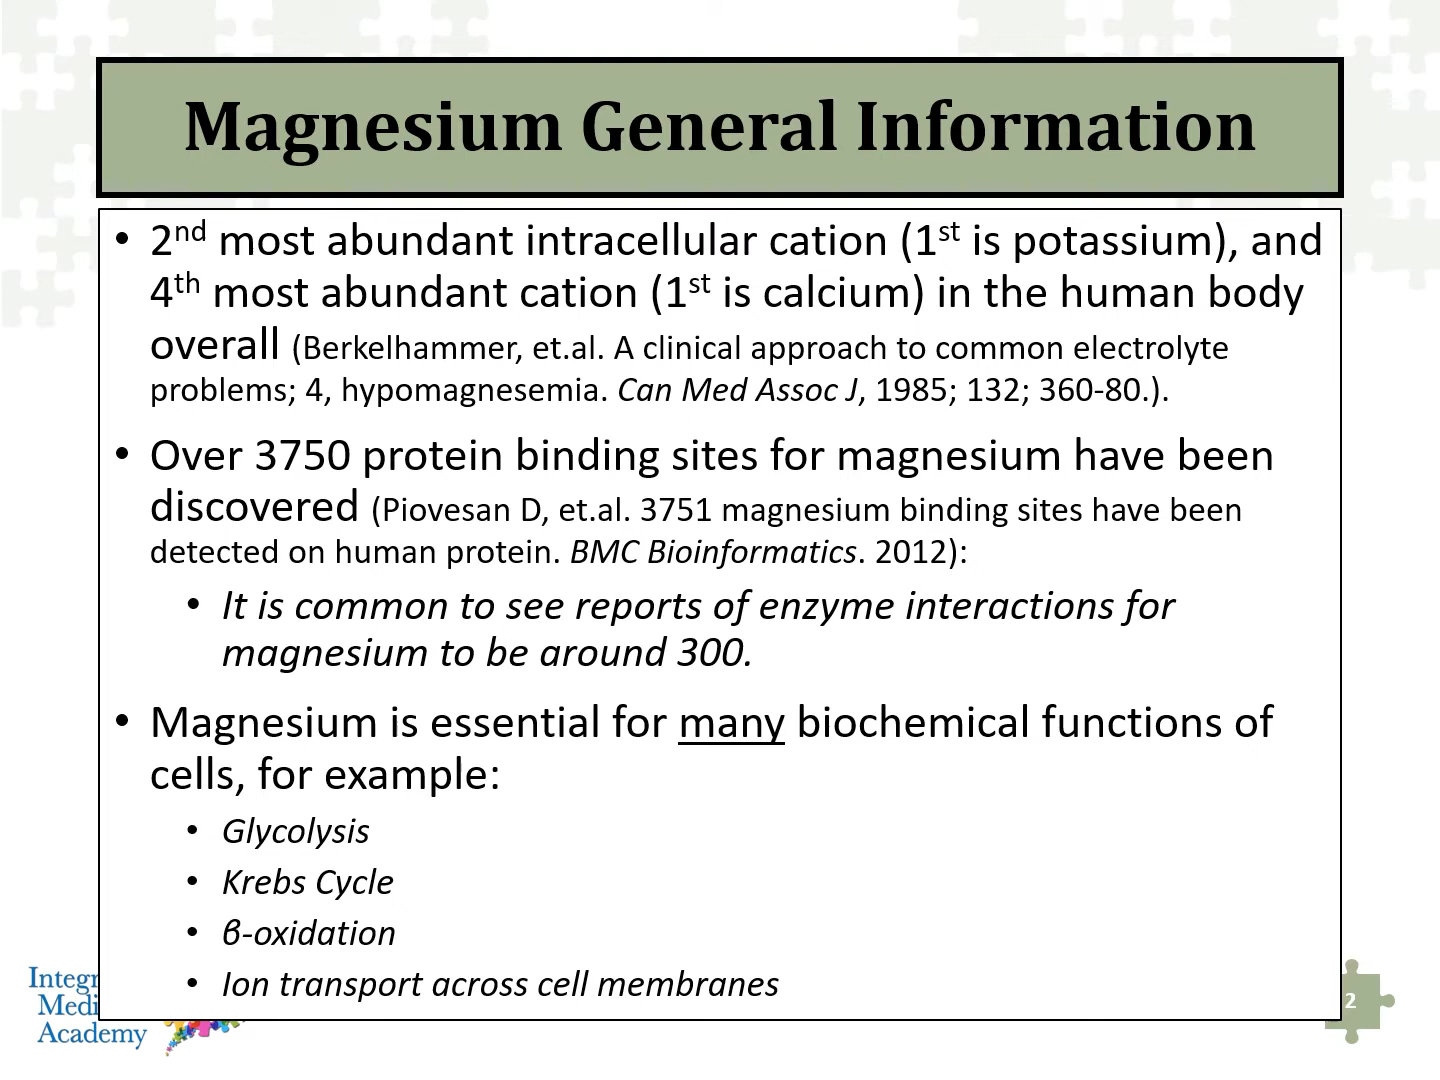 Magnesium General Information
• 2nd most abundant intracellular cation (1st is potassium), and
4th most abundant cation (1st is calcium) in the human body
overall (Berkelhammer, et.al. A clinical approach to common electrolyte
problems; 4, hypomagnesemia. Can Med Assoc J, 1985; 132; 360-80.).
• Over 3750 protein binding sites for magnesium have been
discovered (Piovesan D, et.al. 3751 magnesium binding sites have been
detected on human protein. BMC Bioinformatics. 2012):
• It is common to see reports of enzyme interactions for
magnesium to be around 300.
• Magnesium is essential for many biochemical functions of
cells, for example:
• Glycolysis
• Krebs Cycle
• β-oxidation
• Ion transport across cell membranes
Integr
Medi
Academy
2